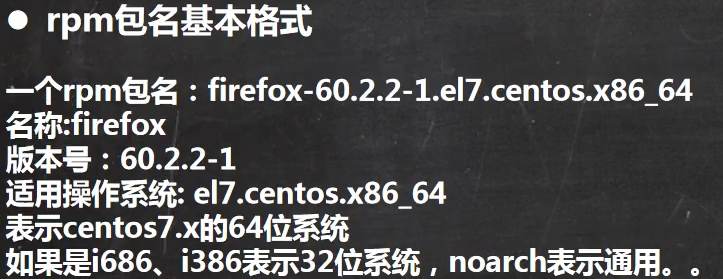 ● rpm包名基本格式
一个rpm包名：firefox-60.2.2-1.el7.centos.x86_64
名称:firefox
版本号：60.2.2-1
适用操作系统: el7.centos.x86_64
表示centos7.x的64位系统
如果是i686、i386表示32位系统，noarch表示通用。。